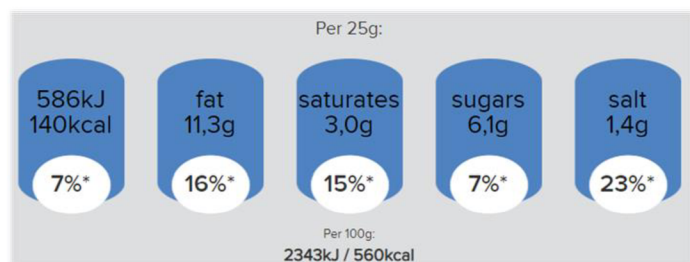 Per 25g:
586kJ
140kcal
7%*
fat
11,3g
16%*
saturates
3,0g
15%*
sugars
6,1g
7%*
salt
1,4g
23%*
Per 100g:
2343kJ / 560kcal